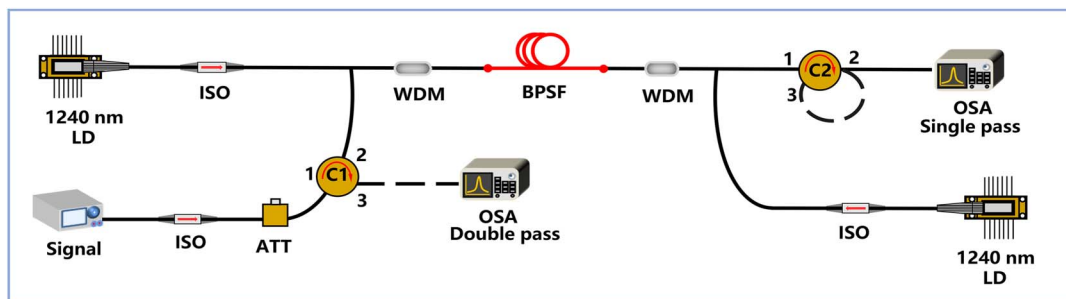 1240 nm
LD
ISO
WDM
BPSF
WDM
1
C2
2
3
OSA
Single pass
1
C1
2
3
OSA
Double pass
Signal
ISO
ATT
ISO
1240 nm
LD